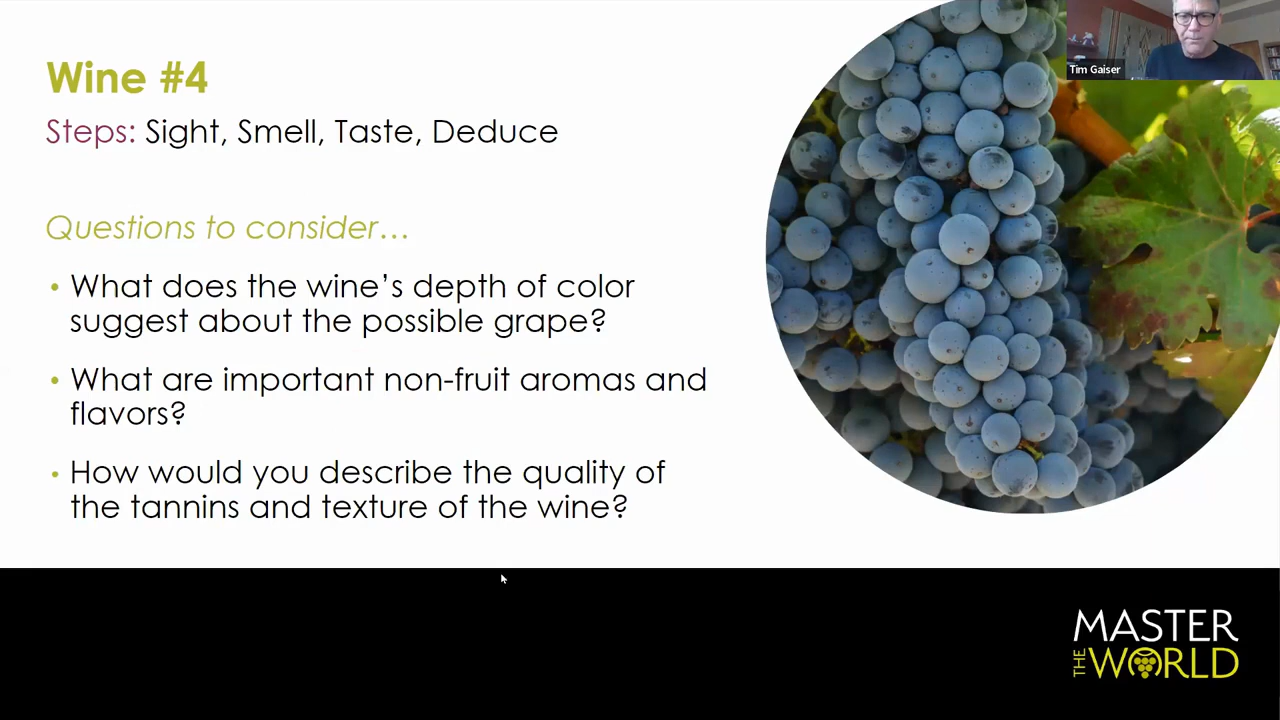 Wine #4
Steps: Sight, Smell, Taste, Deduce
Questions to consider…
• What does the wine’s depth of color
suggest about the possible grape?
• What are important non-fruit aromas and
flavors?
• How would you describe the quality of
the tannins and texture of the wine?
Tim Gaiser
MASTER
THE WORLD